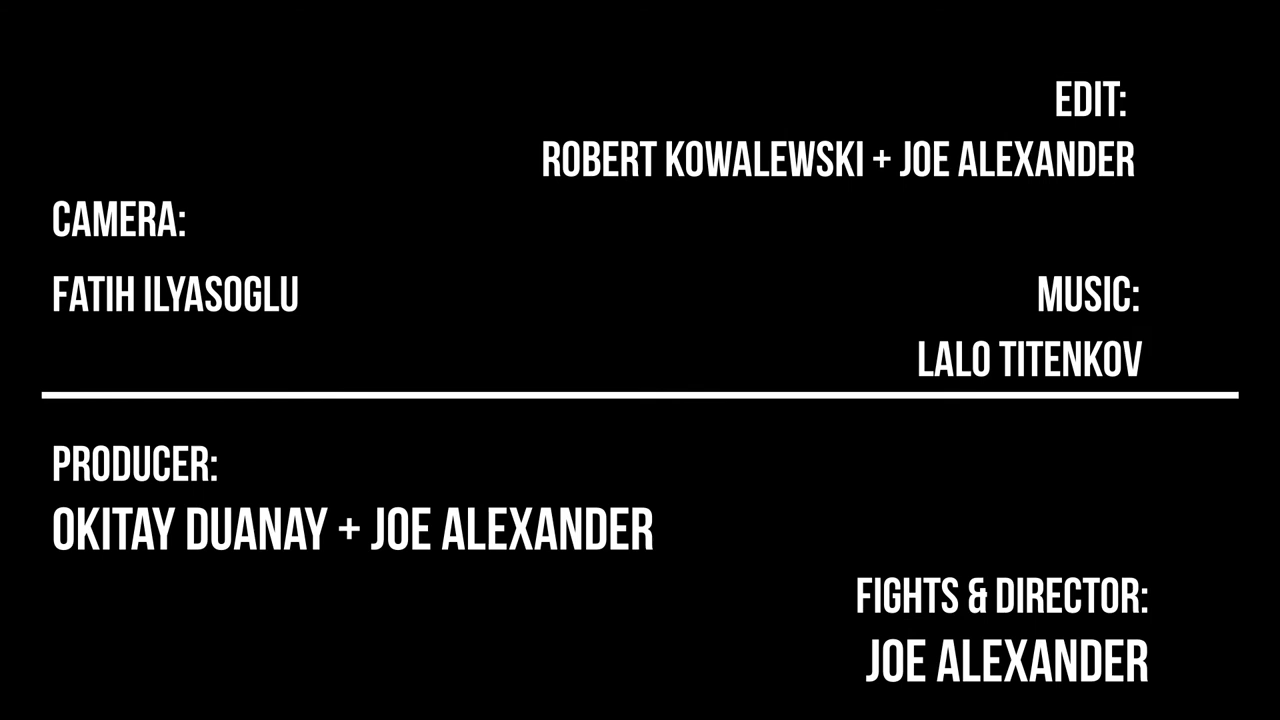 EDIT:
ROBERT KOWALEWSKI + JOE ALEXANDER
CAMERA:
FATIH ILYASOGLU
MUSIC:
LALO TITENKOV
PRODUCER:
OKITAY DUANAY + JOE ALEXANDER
FIGHTS & DIRECTOR:
JOE ALEXANDER